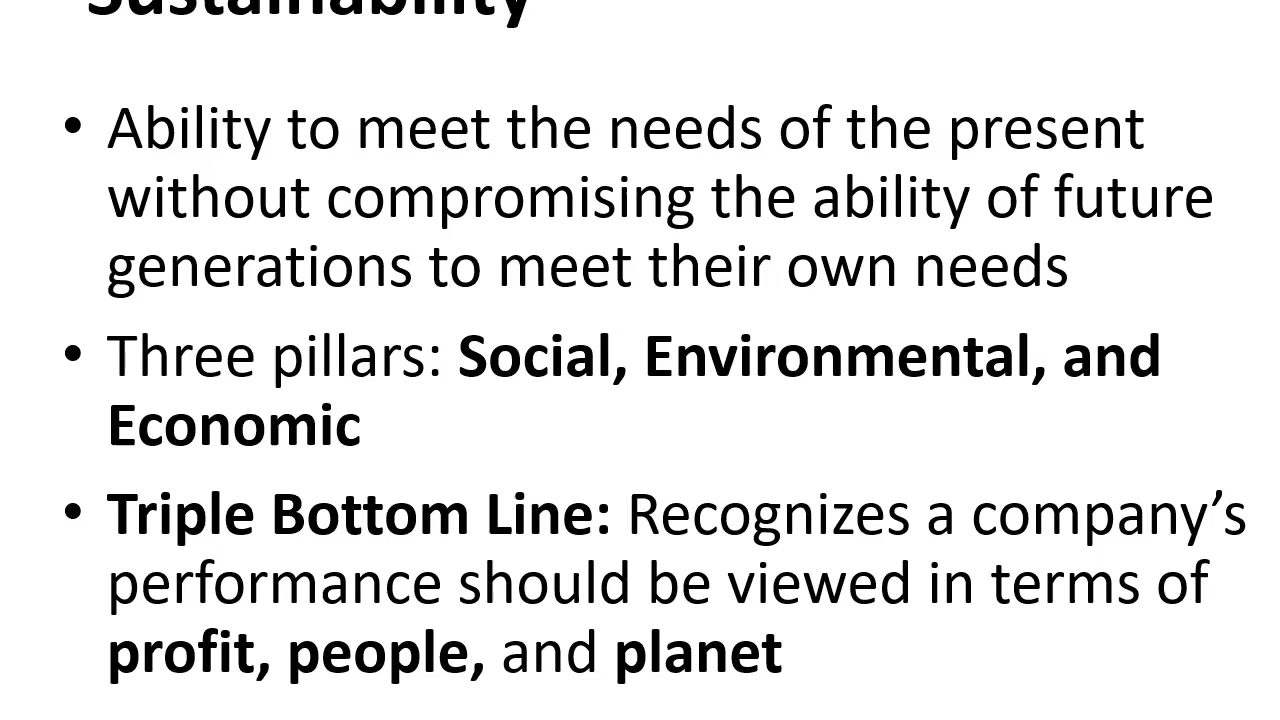 Sustainability
• Ability to meet the needs of the present
without compromising the ability of future
generations to meet their own needs
• Three pillars: Social, Environmental, and
Economic
• Triple Bottom Line: Recognizes a company’s
performance should be viewed in terms of
profit, people, and planet